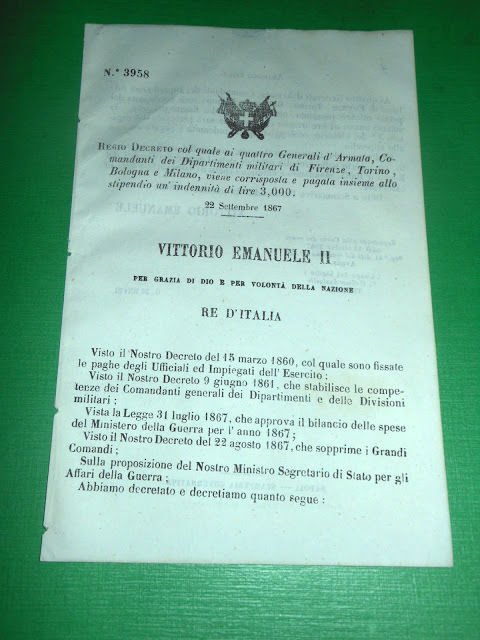 N.° 3958
REGIO DECRETO col quale ai quattro Generali d'Armata, Co-
mandanti dei Dipartimenti militari di Firenze, Torino,
Bologna e Milano, viene corrisposta e pagata insieme allo
stipendio un'indennità di lire 3,000.
22 Settembre 1867
VITTORIO EMANUELE II
PER GRAZIA DI DIO E PER VOLONTÀ DELLA NAZIONE
RE D'ITALIA
Visto il Nostro Decreto del 15 marzo 1860, col quale sono fissate
le paghe degli Ufficiali ed Impiegati dell'Esercito;
Visto il Nostro Decreto 9 giugno 1861, che stabilisce le compe-
tenze dei Comandanti generali dei Dipartimenti e delle Divisioni
militari;
Vista la Legge 31 luglio 1867, che approva il bilancio delle spese
del Ministero della Guerra per l'anno 1867;
Visto il Nostro Decreto del 22 agosto 1867, che sopprime i Grandi
Comandi;
Sulla proposizione del Nostro Ministro Segretario di Stato per gli
Affari della Guerra;
Abbiamo decretato e decretiamo quanto segue: